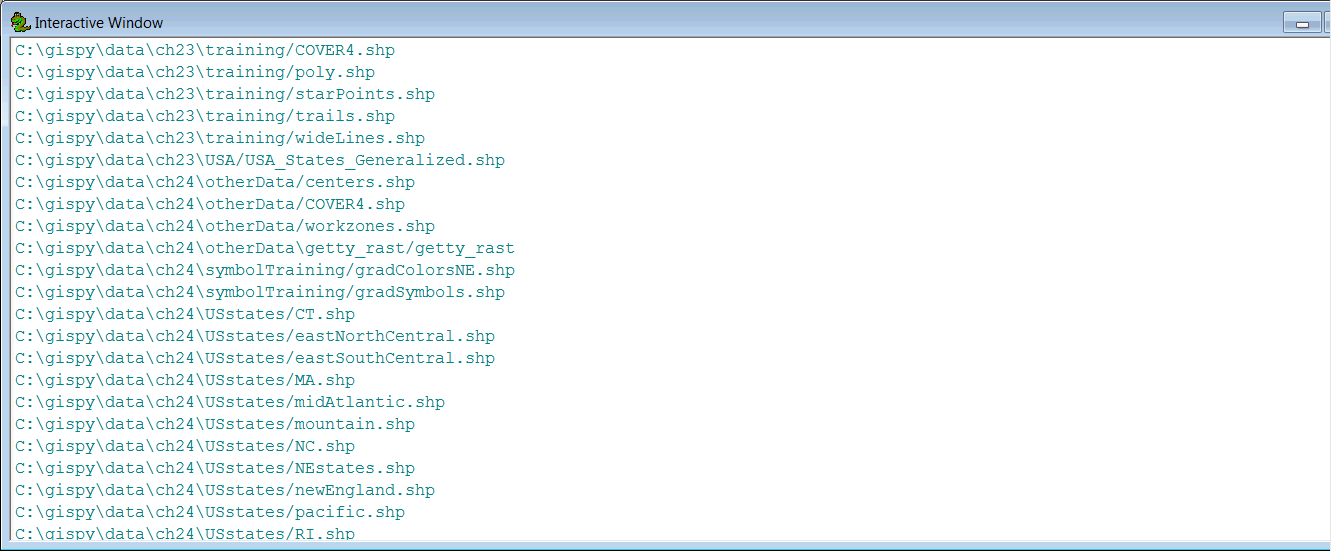 Interactive Window
C:\gispy\data\ch23\training/COVER4.shp
C:\gispy\data\ch23\training/poly.shp
C:\gispy\data\ch23\training/starPoints.shp
C:\gispy\data\ch23\training/trails.shp
C:\gispy\data\ch23\training/wideLines.shp
C:\gispy\data\ch23\USA/USA_States_Generalized.shp
C:\gispy\data\ch24\otherData/centers.shp
C:\gispy\data\ch24\otherData/COVER4.shp
C:\gispy\data\ch24\otherData/workzones.shp
C:\gispy\data\ch24\otherData\getty_rast/getty_rast
C:\gispy\data\ch24\symbolTraining/gradColorsNE.shp
C:\gispy\data\ch24\symbolTraining/gradSymbols.shp
C:\gispy\data\ch24\USstates/CT.shp
C:\gispy\data\ch24\USstates/eastNorthCentral.shp
C:\gispy\data\ch24\USstates/eastSouthCentral.shp
C:\gispy\data\ch24\USstates/MA.shp
C:\gispy\data\ch24\USstates/midAtlantic.shp
C:\gispy\data\ch24\USstates/mountain.shp
C:\gispy\data\ch24\USstates/NC.shp
C:\gispy\data\ch24\USstates/NEstates.shp
C:\gispy\data\ch24\USstates/newEngland.shp
C:\gispy\data\ch24\USstates/pacific.shp
C:\gispy\data\ch24\USstates/RI.shp